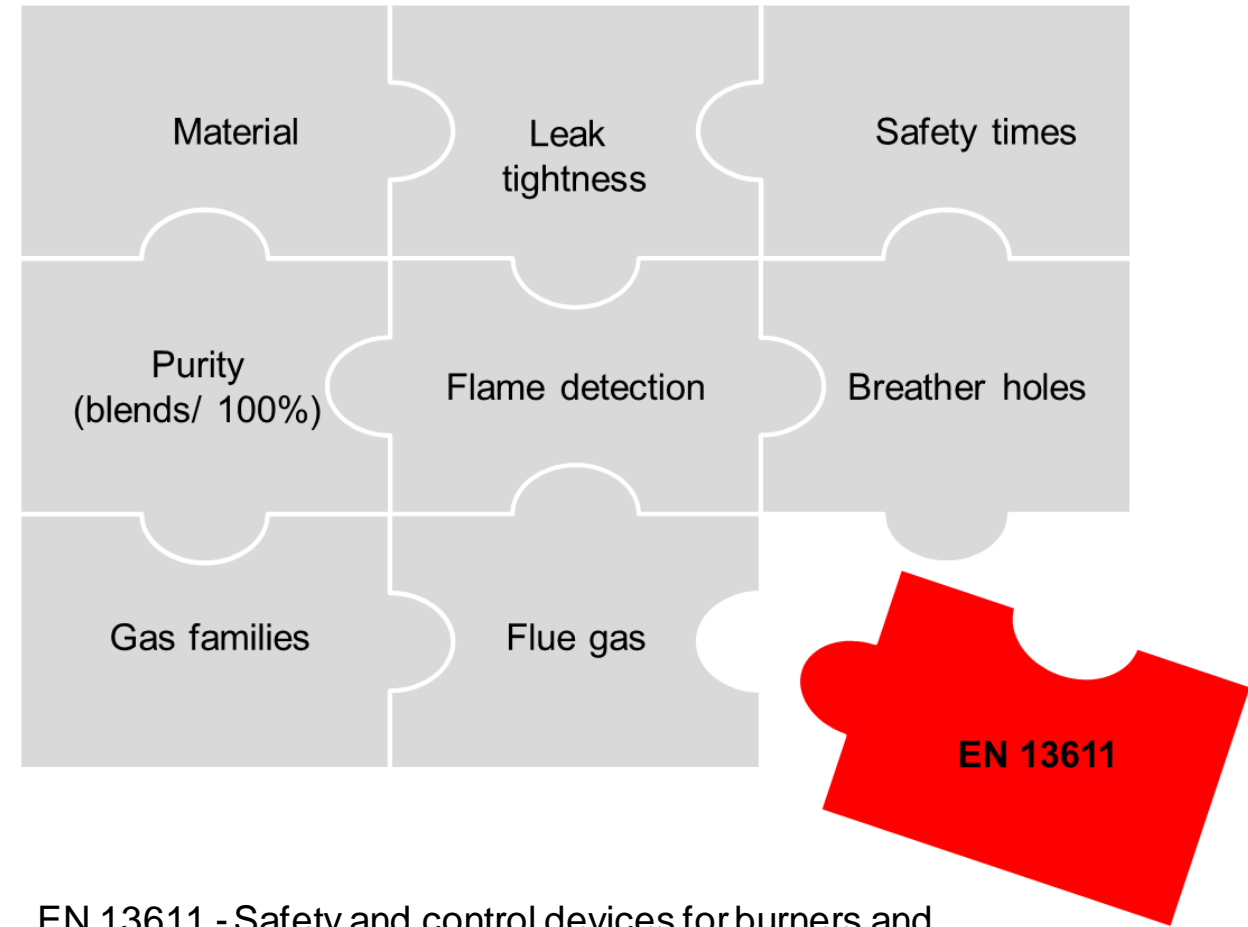 Material
Leak
tightness
Safety times
Purity
(blends/ 100%)
Flame detection
Breather holes
Gas families
Flue gas
EN 13611
EN 13611 - Safety and control devices for burners and